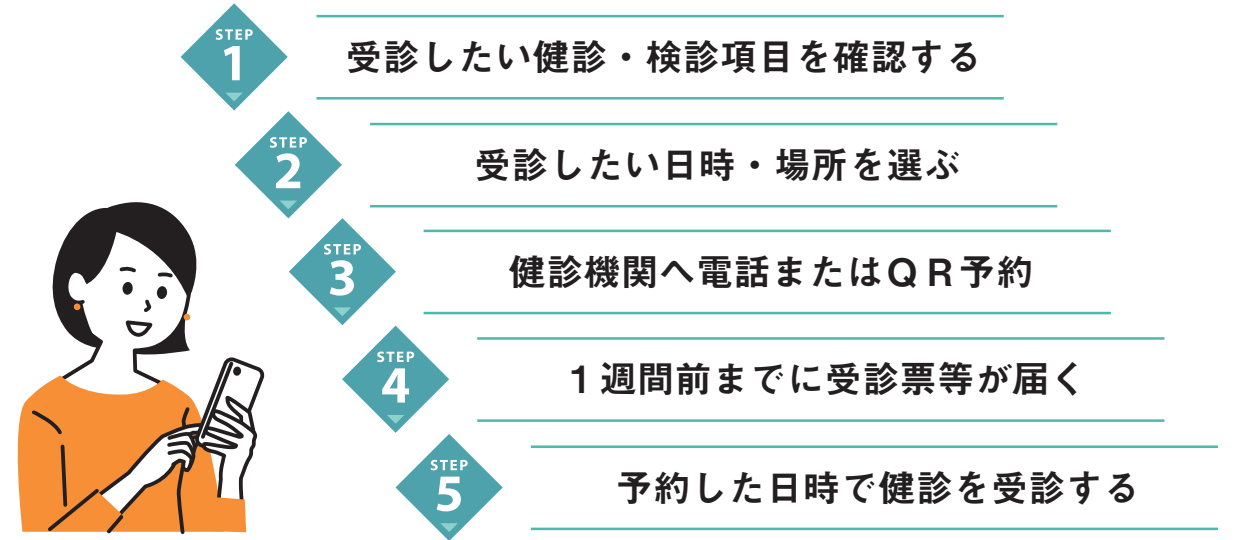 STEP
1
受診したい健診・検診項目を確認する
STEP
2
受診したい日時・場所を選ぶ
STEP
3
健診機関へ電話またはＱＲ予約
STEP
4
１週間前までに受診票等が届く
STEP
5
予約した日時で健診を受診する